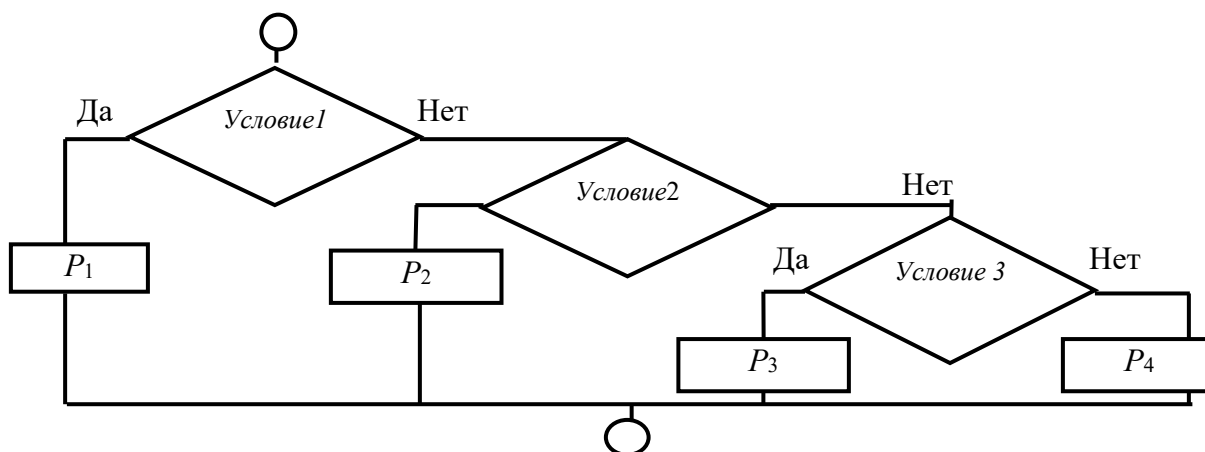 Да
Условие1
Нет
Условие2
Нет
P1
P2
Да
Условие 3
Нет
P3
P4